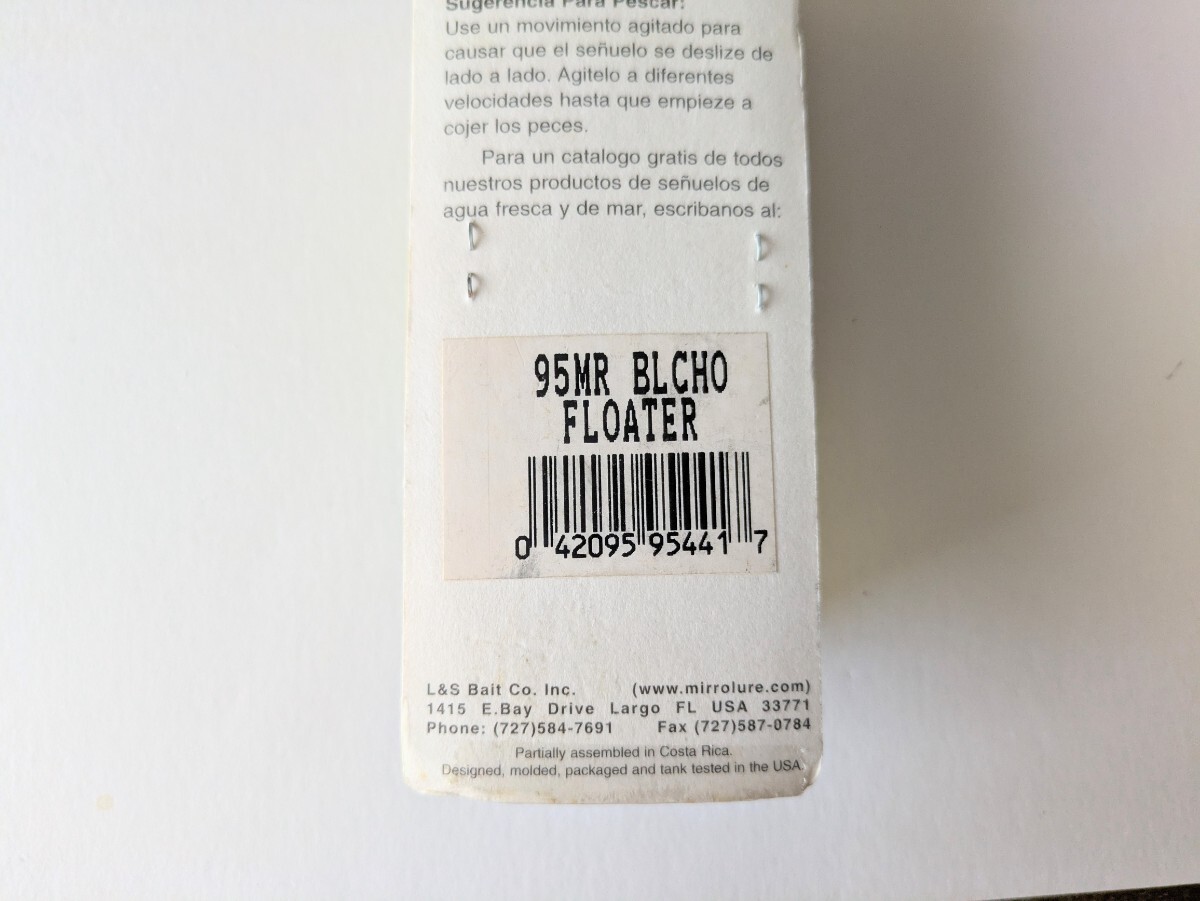 Sugerencia Para Pescar:
Use un movimiento agitado para
causar que el señuelo se deslize de
lado a lado. Agitelo a diferentes
velocidades hasta que empieze a
cojer los peces.
Para un catalogo gratis de todos
nuestros productos de señuelos de
agua fresca y de mar, escribanos al:
95MR BLCHO
FLOATER
0 42095 95441 7
L&S Bait Co. Inc. (www.mirrolure.com)
1415 E.Bay Drive Largo FL USA 33771
Phone: (727)584-7691 Fax (727)587-0784
Partially assembled in Costa Rica.
Designed, molded, packaged and tank tested in the USA.